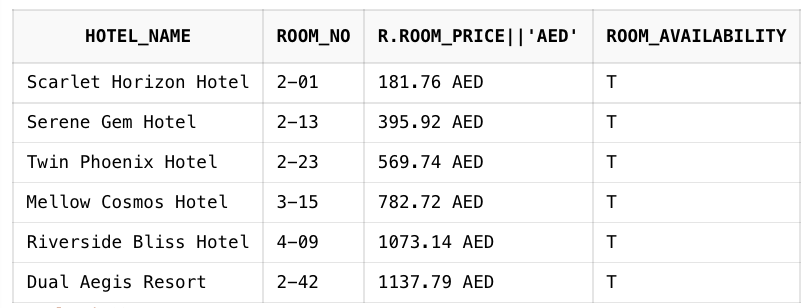 HOTEL_NAME ROOM_NO R.ROOM_PRICE||'AED' ROOM_AVAILABILITY
Scarlet Horizon Hotel 2-01 181.76 AED T
Serene Gem Hotel 2-13 395.92 AED T
Twin Phoenix Hotel 2-23 569.74 AED T
Mellow Cosmos Hotel 3-15 782.72 AED T
Riverside Bliss Hotel 4-09 1073.14 AED T
Dual Aegis Resort 2-42 1137.79 AED T